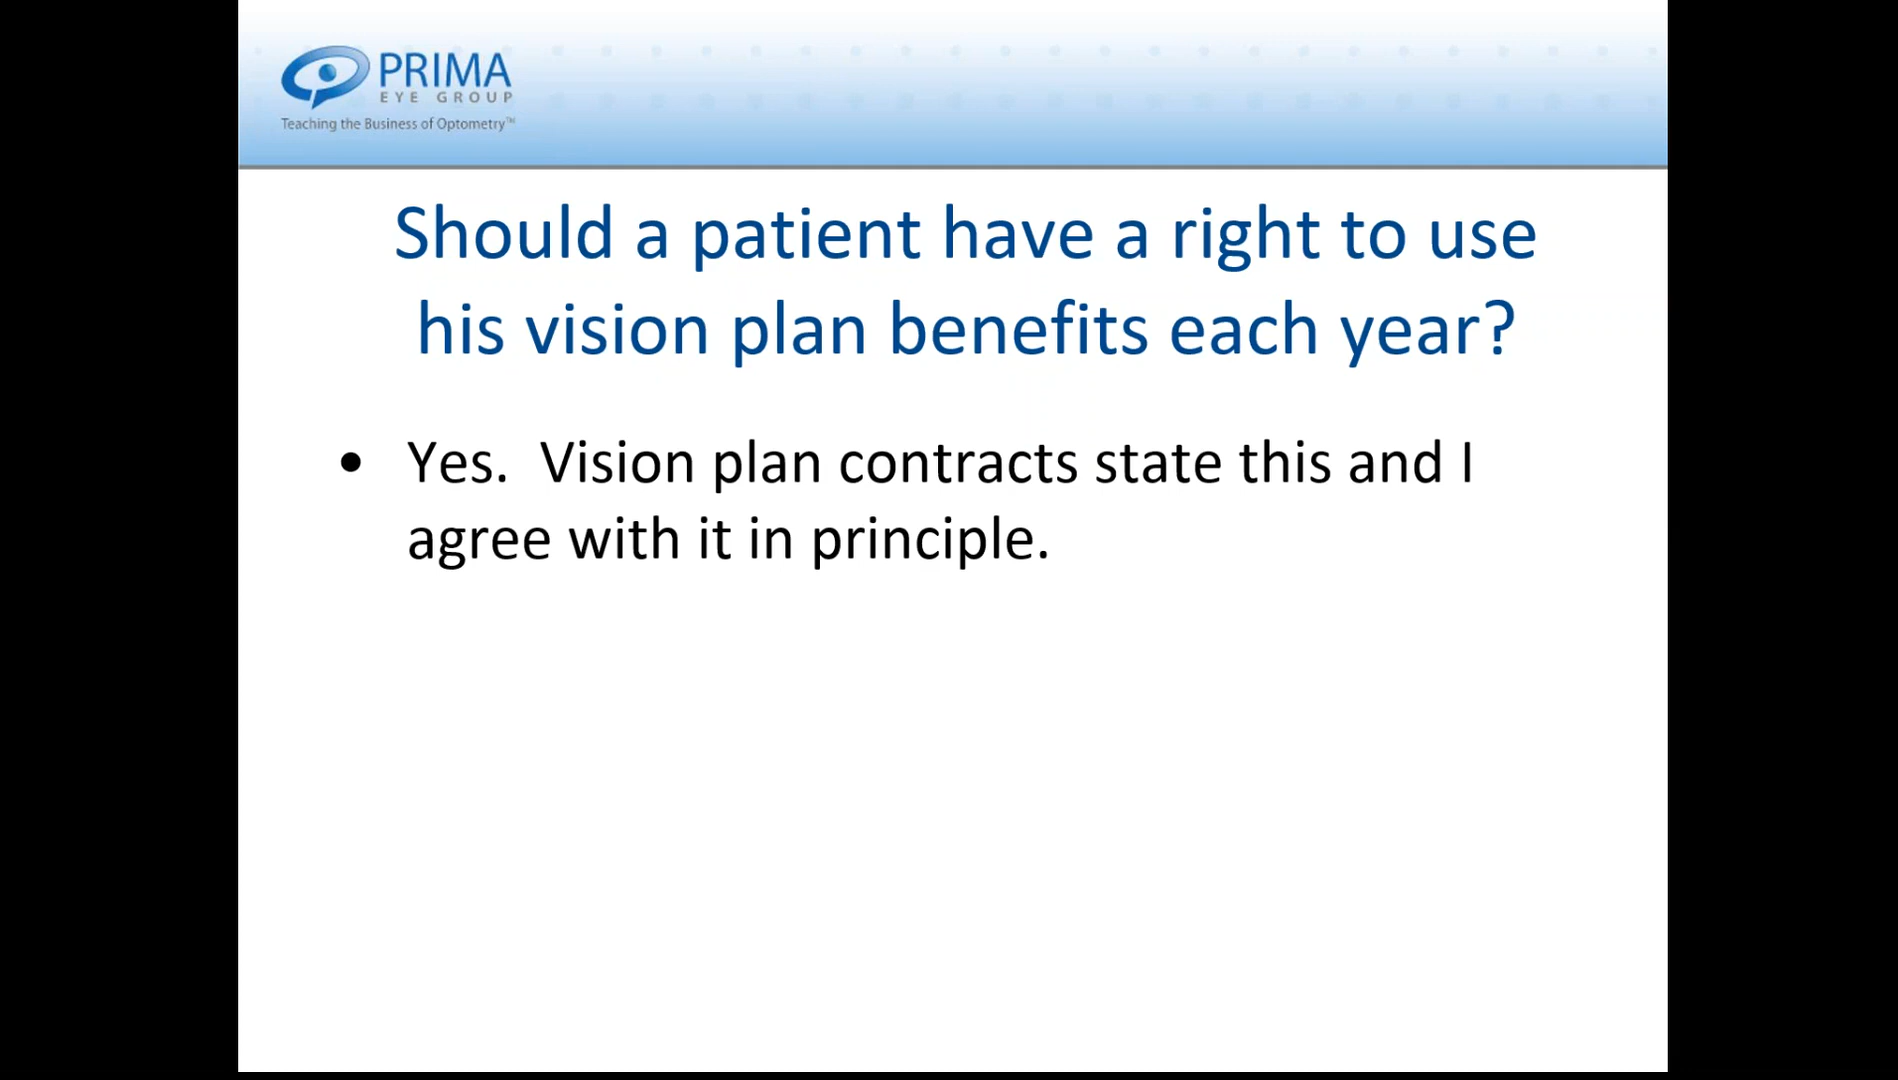 PRIMA
EYE GROUP
Teaching the Business of Optometry™
Should a patient have a right to use
his vision plan benefits each year?
• Yes.  Vision plan contracts state this and I
agree with it in principle.